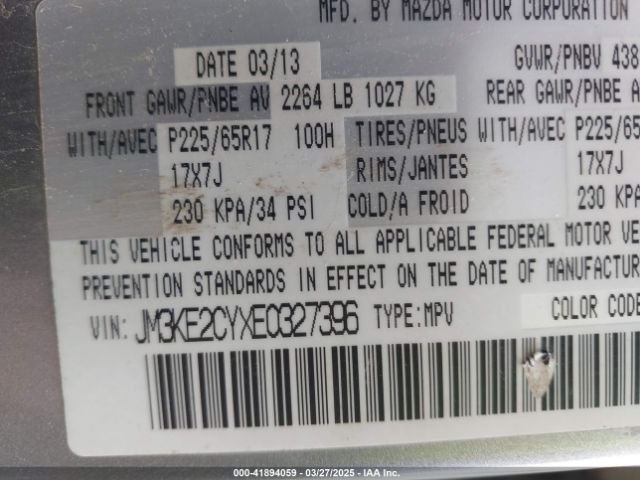 MFD. BY MAZDA MOTOR CORPORATION
DATE 03/13 GVWR/PNBV 438
FRONT GAWR/PNBE AV 2264 LB 1027 KG REAR GAWR/PNBE A
WITH/AVEC P225/65R17 100H TIRES/PNEUS WITH/AVEC P225/65
17X7J RIMS/JANTES 17X7J
230 KPA/34 PSI COLD/A FROID 230 KPA
THIS VEHICLE CONFORMS TO ALL APPLICABLE FEDERAL MOTOR VE
PREVENTION STANDARDS IN EFFECT ON THE DATE OF MANUFACTUR
VIN: JM3KE2CYXE0327396 TYPE:MPV COLOR CODE
000-41894059 — 03/27/2025 — IAA Inc.